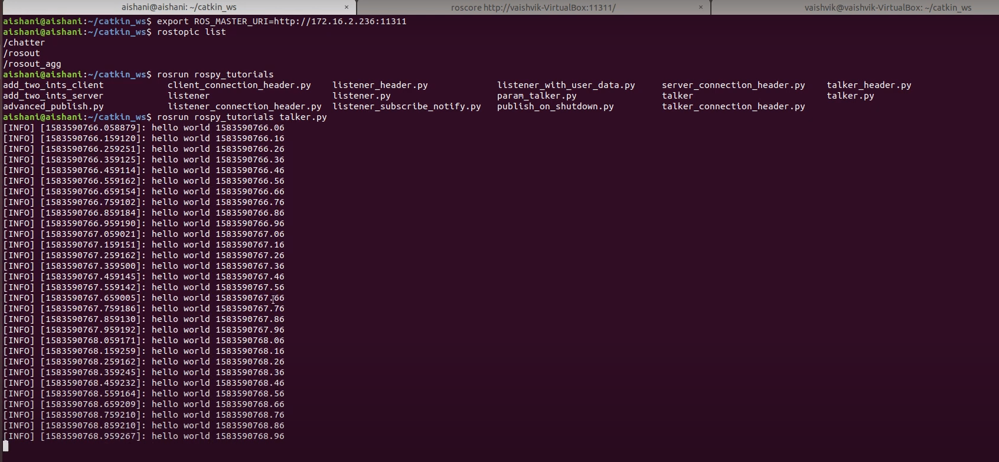 aishani@aishani: ~/catkin_ws × roscore http://vaishvik-VirtualBox:11311/ × vaishvik@vaishvik-VirtualBox: ~/catkin_ws
aishani@aishani:~/catkin_ws$ export ROS_MASTER_URI=http://172.16.2.236:11311
aishani@aishani:~/catkin_ws$ rostopic list
/chatter
/rosout
/rosout_agg
aishani@aishani:~/catkin_ws$ rosrun rospy_tutorials
add_two_ints_client client_connection_header.py listener_header.py listener_with_user_data.py server_connection_header.py talker_header.py
add_two_ints_server listener listener.py param_talker.py talker talker.py
advanced_publish.py listener_connection_header.py listener_subscribe_notify.py publish_on_shutdown.py talker_connection_header.py
aishani@aishani:~/catkin_ws$ rosrun rospy_tutorials talker.py
[INFO] [1583590766.058879]: hello world 1583590766.06
[INFO] [1583590766.159120]: hello world 1583590766.16
[INFO] [1583590766.259251]: hello world 1583590766.26
[INFO] [1583590766.359125]: hello world 1583590766.36
[INFO] [1583590766.459114]: hello world 1583590766.46
[INFO] [1583590766.559162]: hello world 1583590766.56
[INFO] [1583590766.659154]: hello world 1583590766.66
[INFO] [1583590766.759102]: hello world 1583590766.76
[INFO] [1583590766.859184]: hello world 1583590766.86
[INFO] [1583590766.959190]: hello world 1583590766.96
[INFO] [1583590767.059021]: hello world 1583590767.06
[INFO] [1583590767.159151]: hello world 1583590767.16
[INFO] [1583590767.259162]: hello world 1583590767.26
[INFO] [1583590767.359500]: hello world 1583590767.36
[INFO] [1583590767.459145]: hello world 1583590767.46
[INFO] [1583590767.559142]: hello world 1583590767.56
[INFO] [1583590767.659005]: hello world 1583590767.66
[INFO] [1583590767.759186]: hello world 1583590767.76
[INFO] [1583590767.859130]: hello world 1583590767.86
[INFO] [1583590767.959192]: hello world 1583590767.96
[INFO] [1583590768.059171]: hello world 1583590768.06
[INFO] [1583590768.159259]: hello world 1583590768.16
[INFO] [1583590768.259162]: hello world 1583590768.26
[INFO] [1583590768.359245]: hello world 1583590768.36
[INFO] [1583590768.459232]: hello world 1583590768.46
[INFO] [1583590768.559164]: hello world 1583590768.56
[INFO] [1583590768.659209]: hello world 1583590768.66
[INFO] [1583590768.759210]: hello world 1583590768.76
[INFO] [1583590768.859210]: hello world 1583590768.86
[INFO] [1583590768.959267]: hello world 1583590768.96